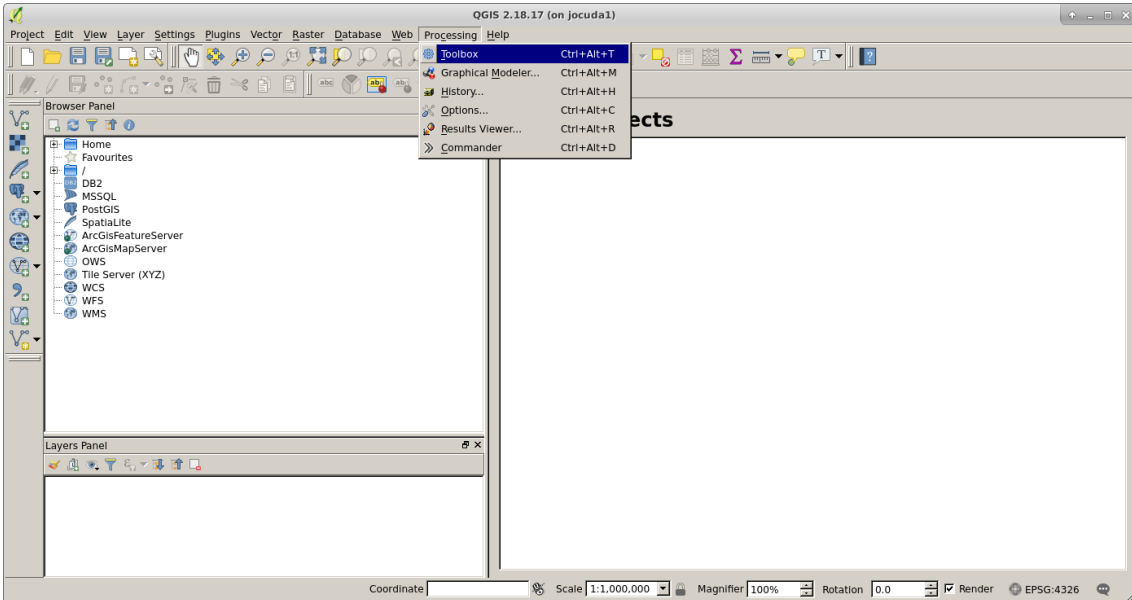 QGIS 2.18.17 (on jocuda1)
Project Edit View Layer Settings Plugins Vector Raster Database Web Processing Help
Toolbox Ctrl+Alt+T
Graphical Modeler... Ctrl+Alt+M
History... Ctrl+Alt+H
Options... Ctrl+Alt+C
Results Viewer... Ctrl+Alt+R
Commander Ctrl+Alt+D
abc abc abc
Browser Panel
ects
Home
Favourites
/
DB2
MSSQL
PostGIS
SpatiaLite
ArcGisFeatureServer
ArcGisMapServer
OWS
Tile Server (XYZ)
WCS
WFS
WMS
Layers Panel
Coordinate Scale 1:1,000,000 Magnifier 100% Rotation 0.0 Render EPSG:4326